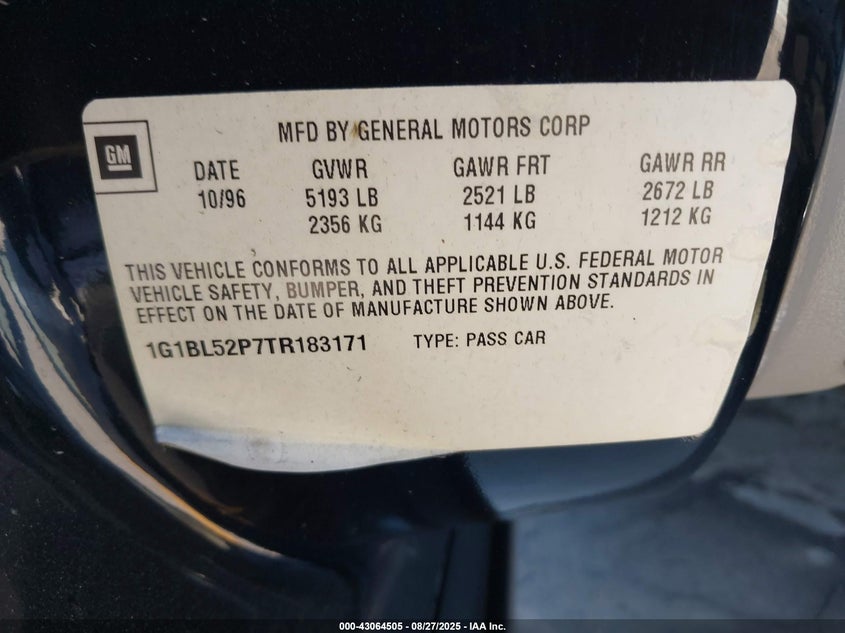 MFD BY GENERAL MOTORS CORP
GM
DATE GVWR GAWR FRT GAWR RR
10/96 5193 LB 2521 LB 2672 LB
2356 KG 1144 KG 1212 KG
THIS VEHICLE CONFORMS TO ALL APPLICABLE U.S. FEDERAL MOTOR
VEHICLE SAFETY, BUMPER, AND THEFT PREVENTION STANDARDS IN
EFFECT ON THE DATE OF MANUFACTURE SHOWN ABOVE.
1G1BL52P7TR183171 TYPE: PASS CAR
000-43064505 - 08/27/2025 - IAA Inc.